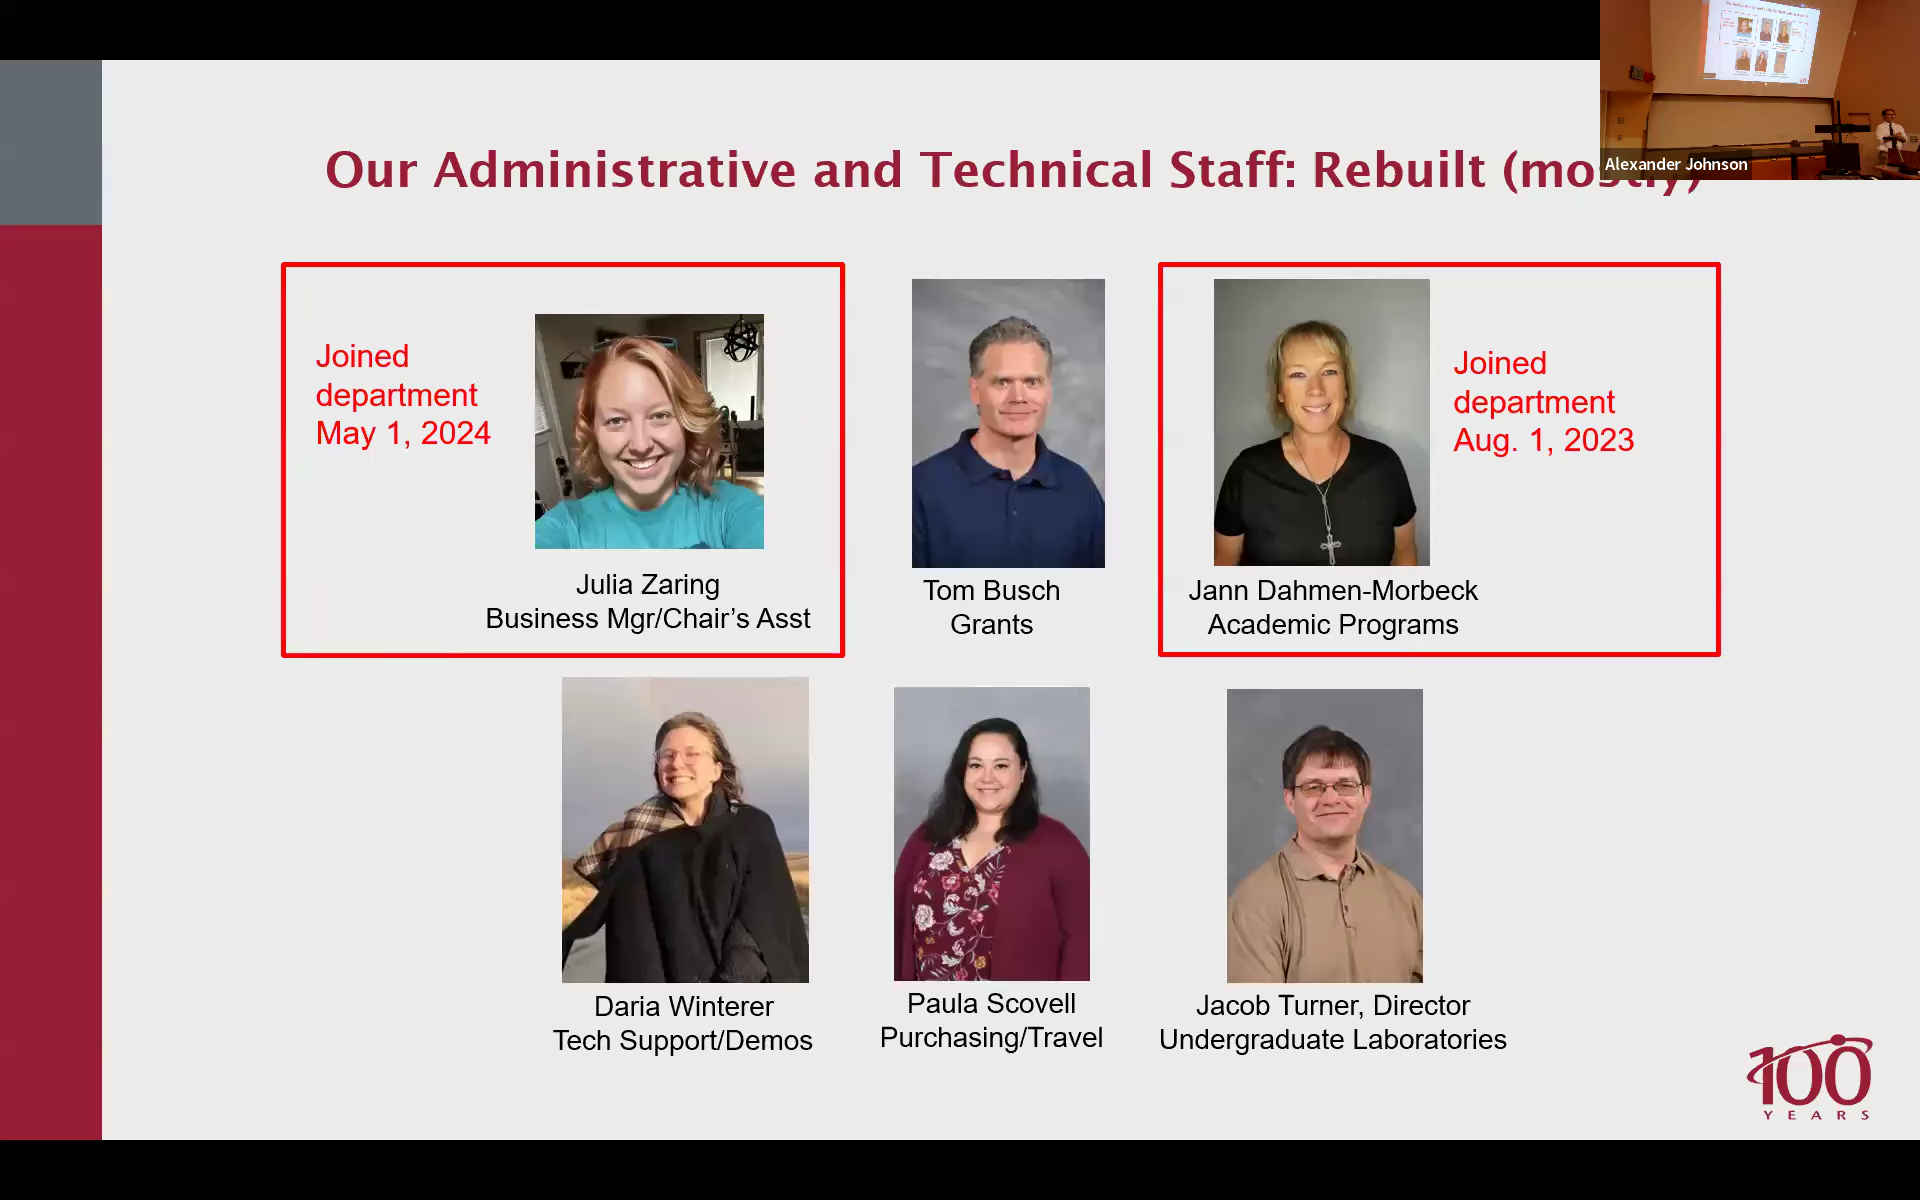 Our Administrative and Technical Staff: Rebuilt (mostly)
Alexander Johnson
Joined
department
May 1, 2024
Joined
department
Aug. 1, 2023
Julia Zaring
Business Mgr/Chair's Asst
Tom Busch
Grants
Jann Dahmen-Morbeck
Academic Programs
Daria Winterer
Tech Support/Demos
Paula Scovell
Purchasing/Travel
Jacob Turner, Director
Undergraduate Laboratories
100
YEARS